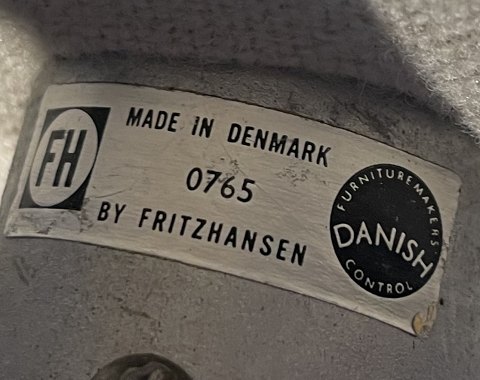 FH
MADE IN DENMARK
0765
BY FRITZHANSEN
FURNITUREMAKERS'
DANISH
CONTROL